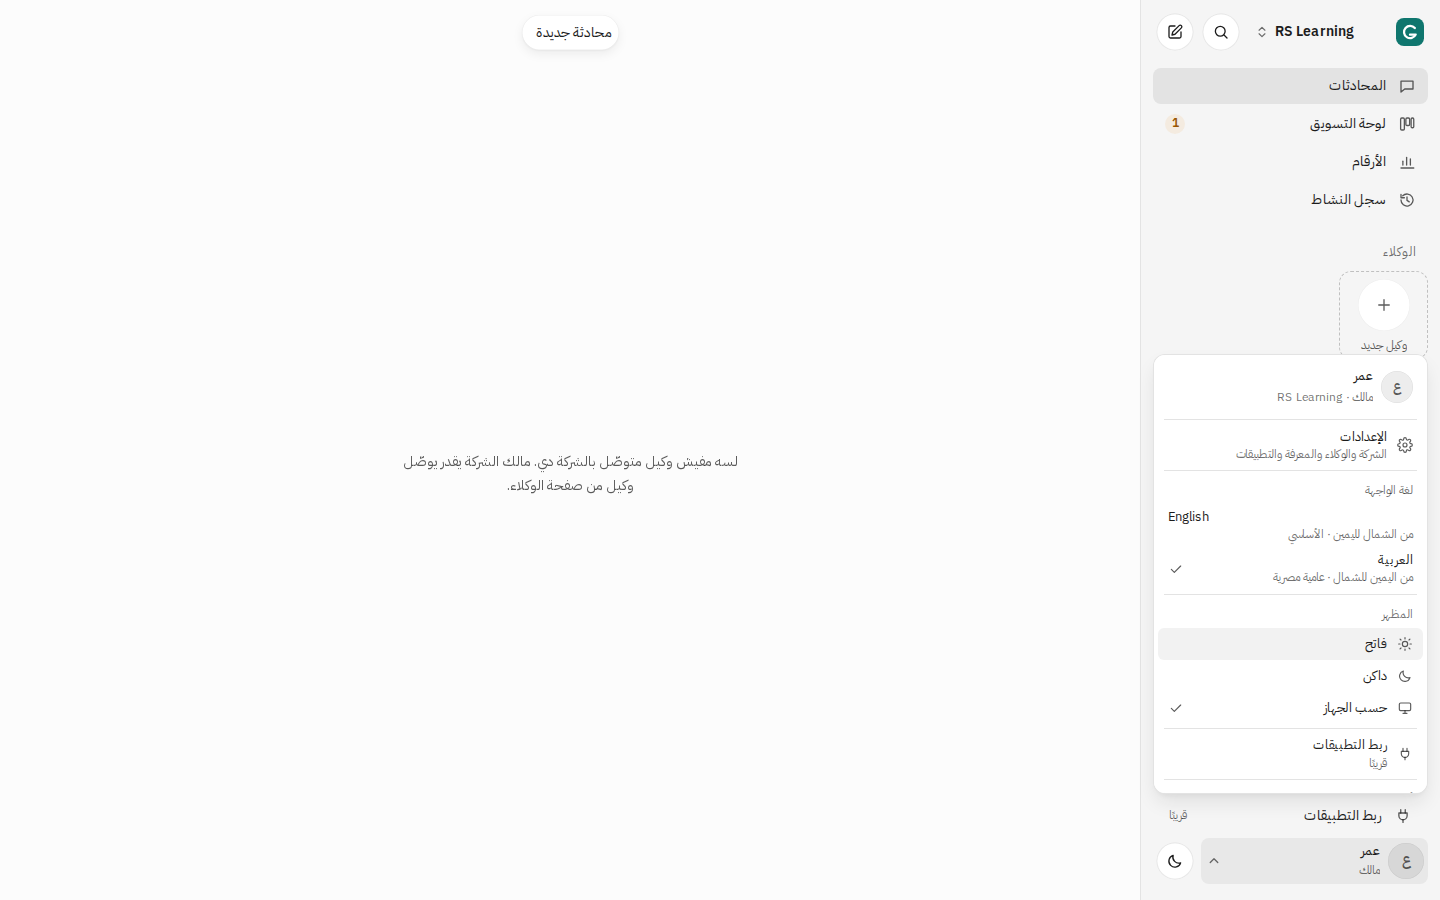 RS Learning
المحادثات
لوحة التسويق
1
الأرقام
سجل النشاط
الوكلاء
وكيل جديد
ع
عمر
مالك · RS Learning
الإعدادات
الشركة والوكلاء والمعرفة والتطبيقات
لغة الواجهة
English
من الشمال لليمين · الأساسي
العربية
من اليمين للشمال · عامية مصرية
المظهر
فاتح
داكن
حسب الجهاز
ربط التطبيقات
قريبًا
ربط التطبيقات
قريبًا
ع
عمر
مالك
محادثة جديدة
لسه مفيش وكيل متوصّل بالشركة دي. مالك الشركة يقدر يوصّل
وكيل من صفحة الوكلاء.